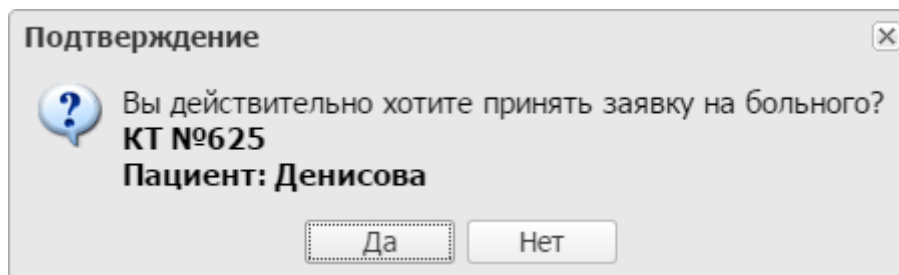 Подтверждение
Вы действительно хотите принять заявку на больного?
КТ №625
Пациент: Денисова
Да
Нет